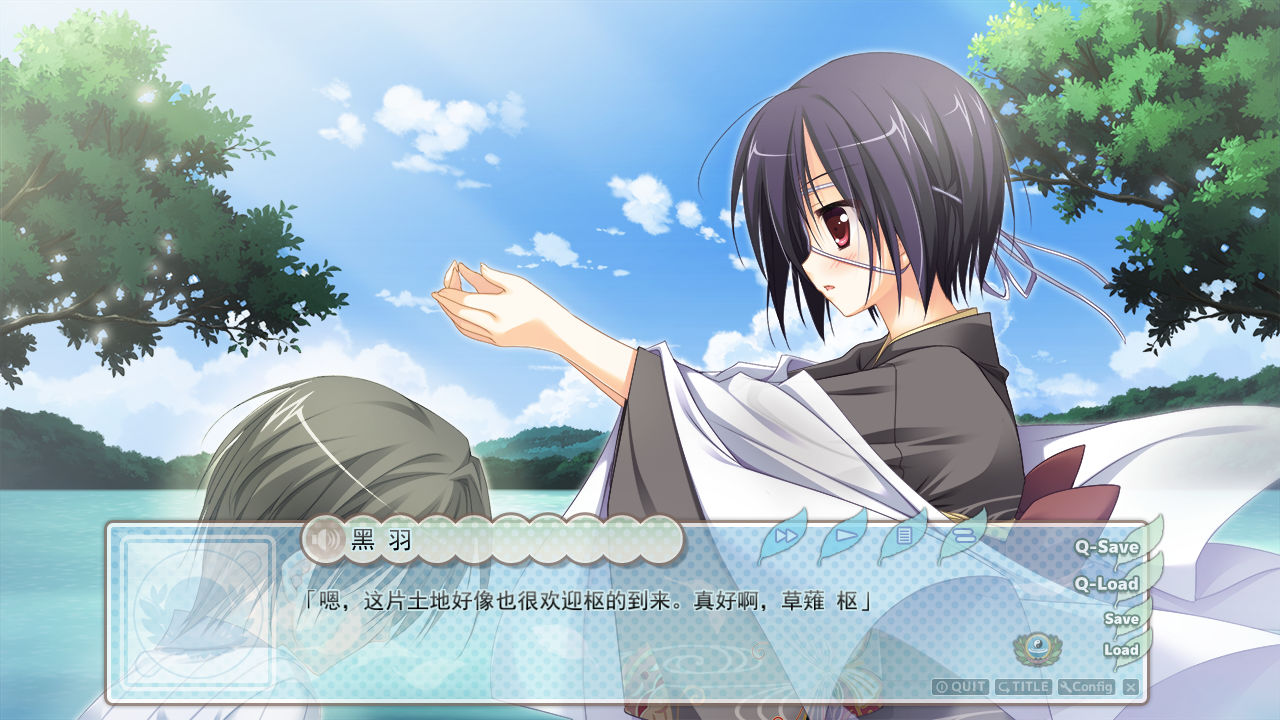 黑 羽
「嗯，这片土地好像也很欢迎枢的到来。真好啊，草薙 枢」
Q-Save
Q-Load
Save
Load
QUIT TITLE Config